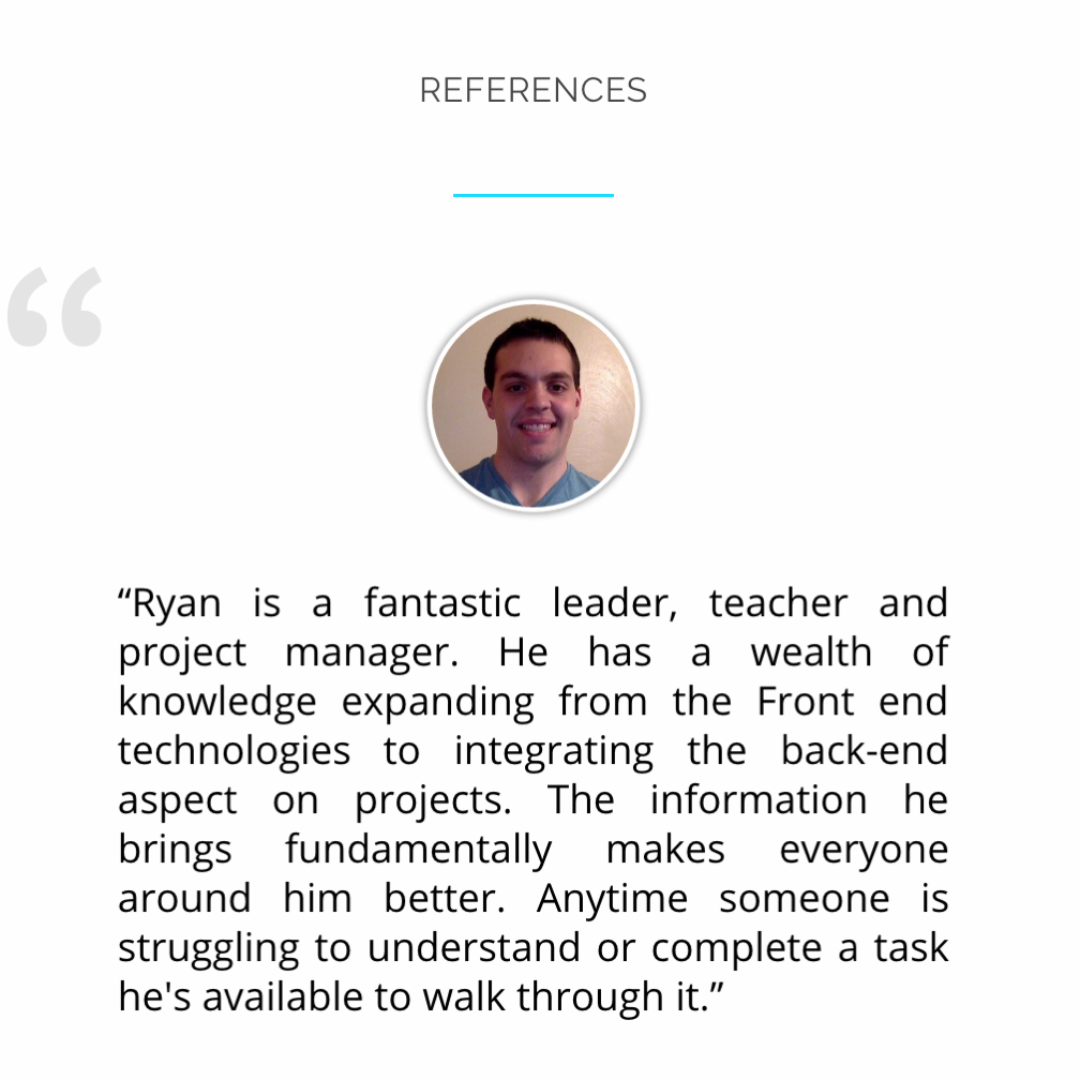 REFERENCES
“
“Ryan is a fantastic leader, teacher and
project manager. He has a wealth of
knowledge expanding from the Front end
technologies to integrating the back-end
aspect on projects. The information he
brings fundamentally makes everyone
around him better. Anytime someone is
struggling to understand or complete a task
he's available to walk through it.”